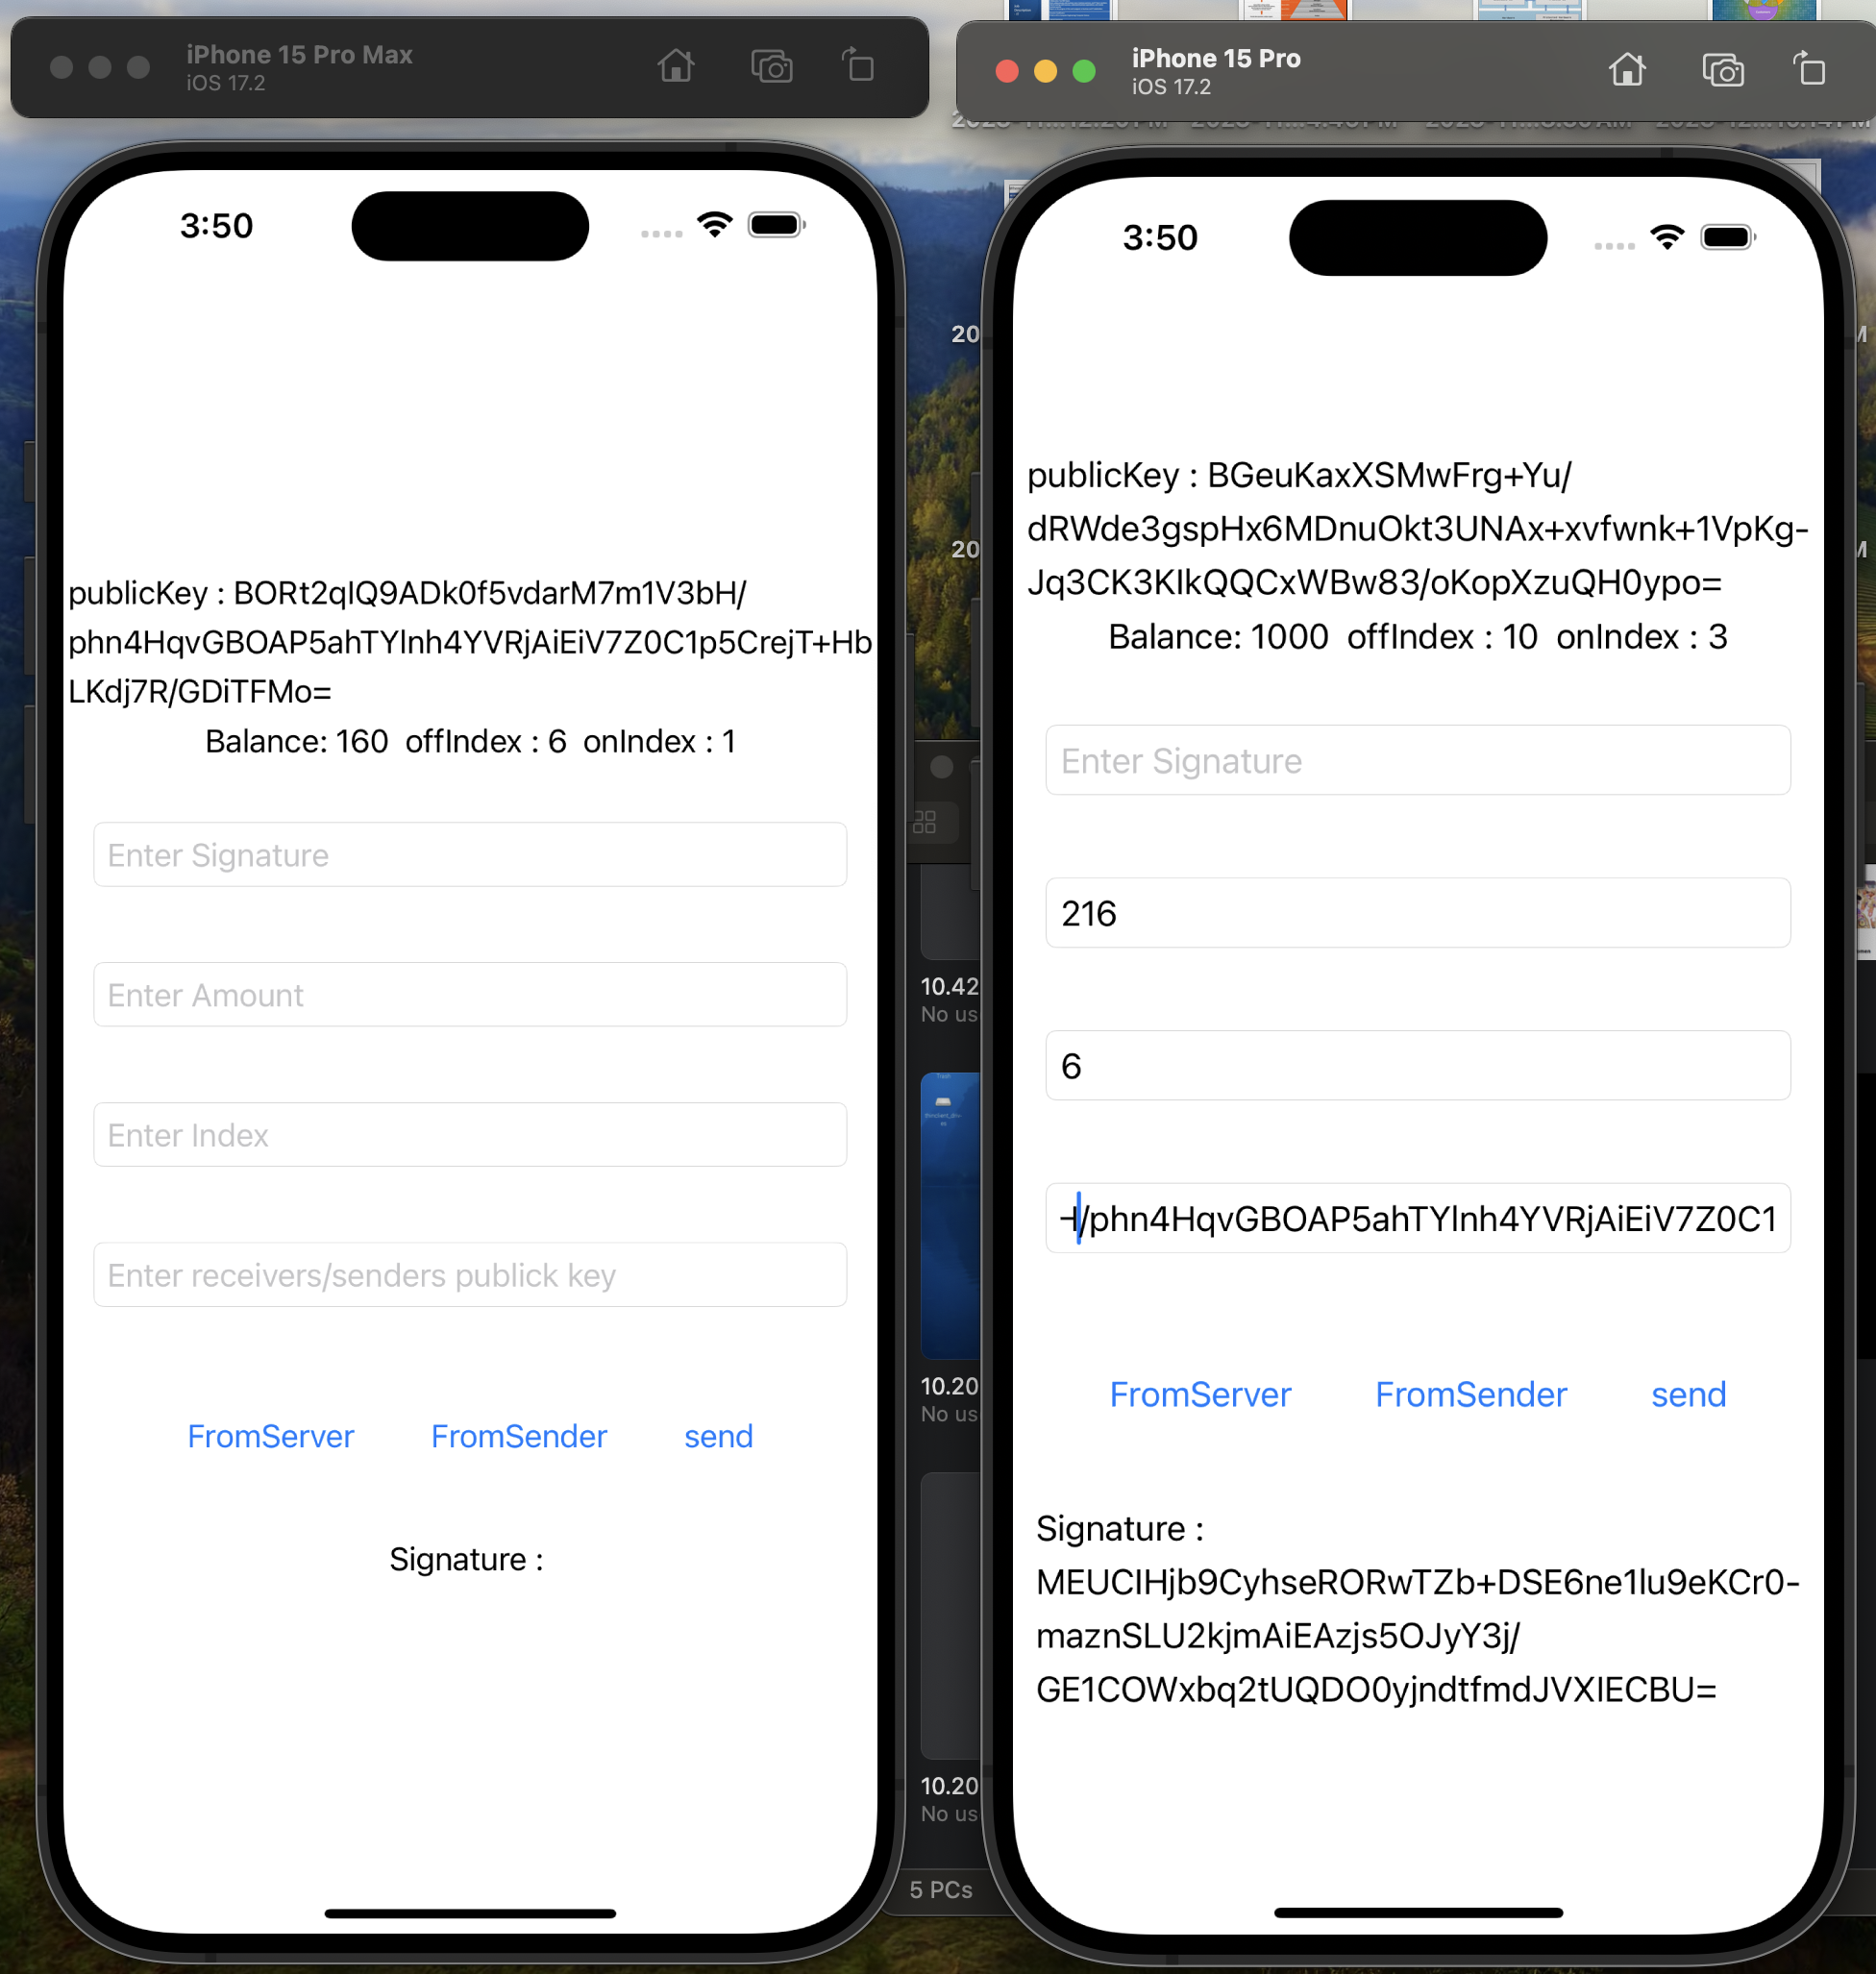 iPhone 15 Pro Max
iOS 17.2
3:50
publicKey : BORt2qIQ9ADk0f5vdarM7m1V3bH/
phn4HqvGBOAP5ahTYlnh4YVRjAiEiV7Z0C1p5CrejT+Hb
LKdj7R/GDiTFMo=
Balance: 160 offIndex : 6 onIndex : 1
Enter Signature
Enter Amount
Enter Index
Enter receivers/senders publick key
FromServer FromSender send
Signature :
iPhone 15 Pro
iOS 17.2
3:50
publicKey : BGeuKaxXSMwFrg+Yu/
dRWde3gspHx6MDnuOkt3UNAx+xvfwnk+1VpKg-
Jq3CK3KIkQQCxWBw83/oKopXzuQH0ypo=
Balance: 1000 offIndex : 10 onIndex : 3
Enter Signature
216
6
H/phn4HqvGBOAP5ahTYlnh4YVRjAiEiV7Z0C1
FromServer FromSender send
Signature :
MEUCIHjb9CyhseRORwTZb+DSE6ne1lu9eKCr0-
maznSLU2kjmAiEAzjs5OJyY3j/
GE1COWxbq2tUQDO0yjndtfmdJVXIECBU=
20
20
10.42
No us
10.20
No us
10.20
No us
5 PCs